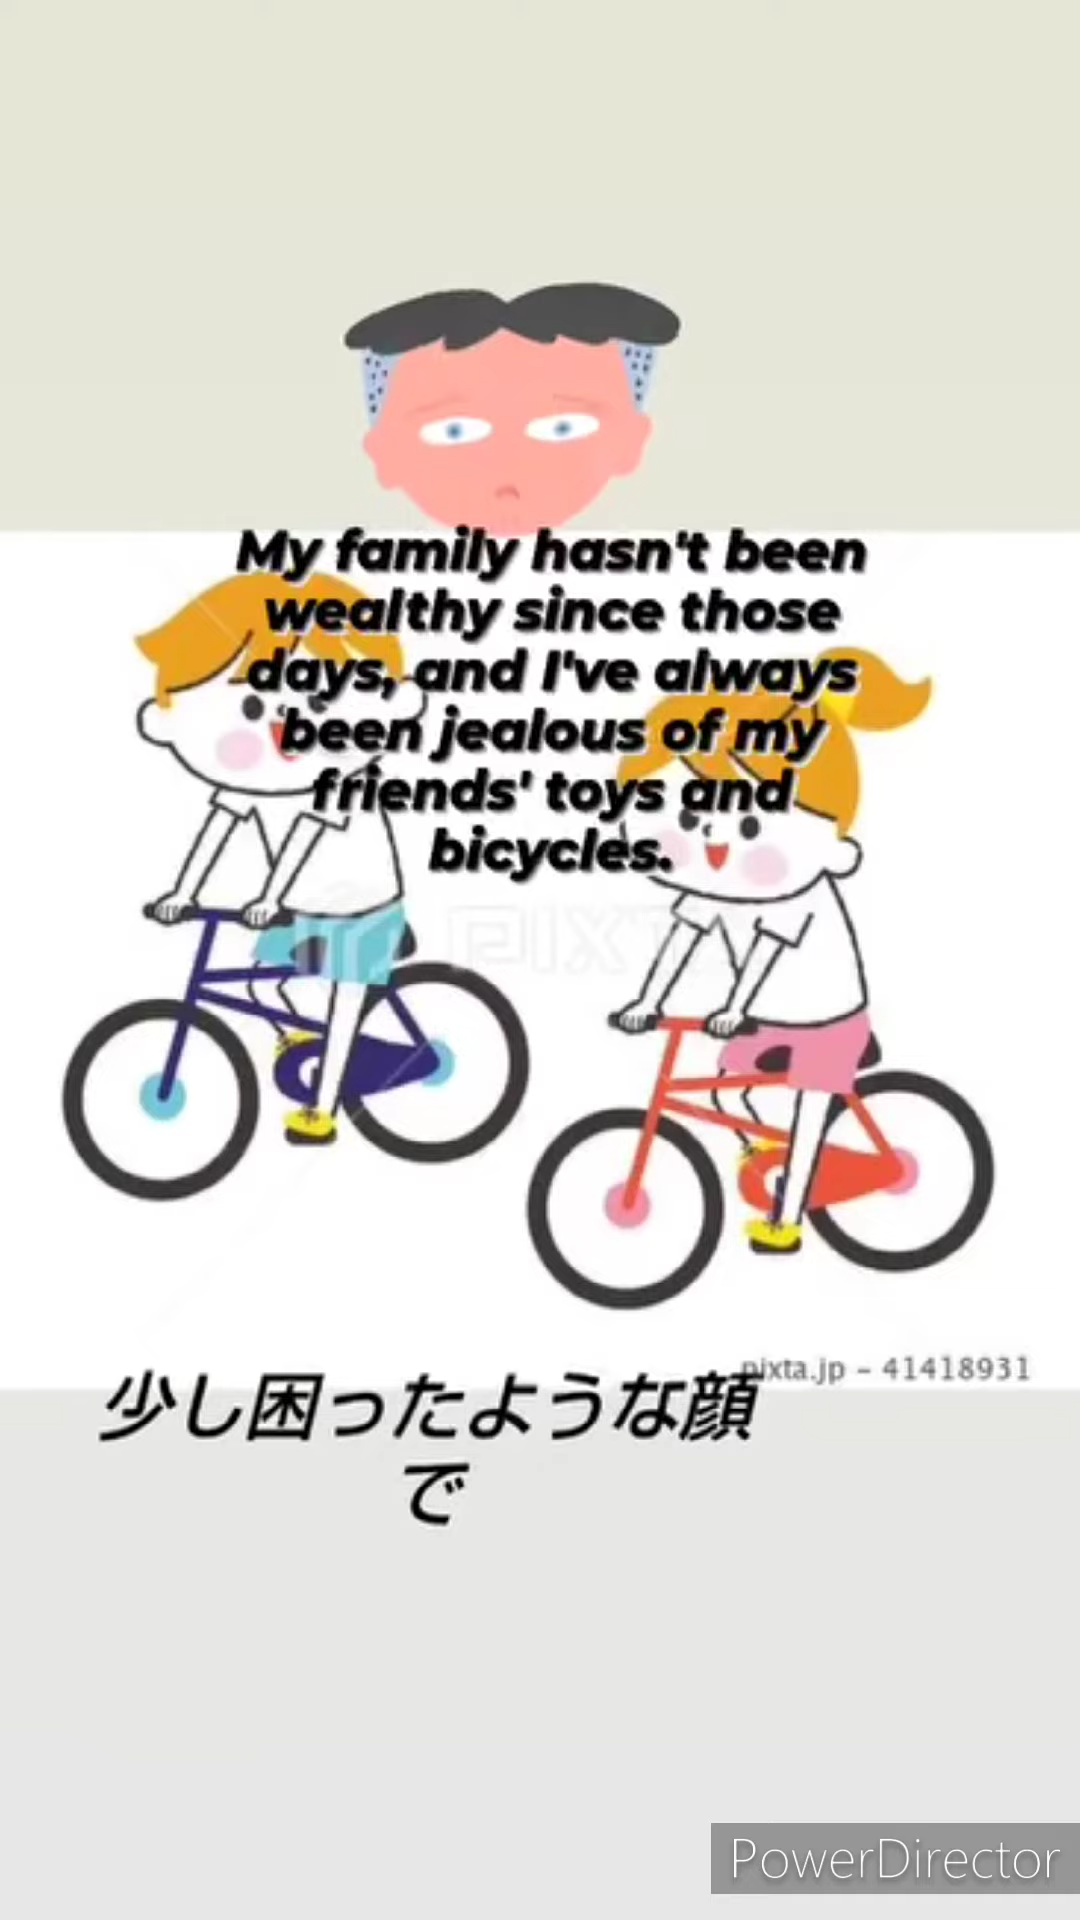 My family hasn't been
wealthy since those
days, and I've always
been jealous of my
friends' toys and
bicycles.
PIXTA
pixta.jp - 41418931
少し困ったような顔
で
PowerDirector